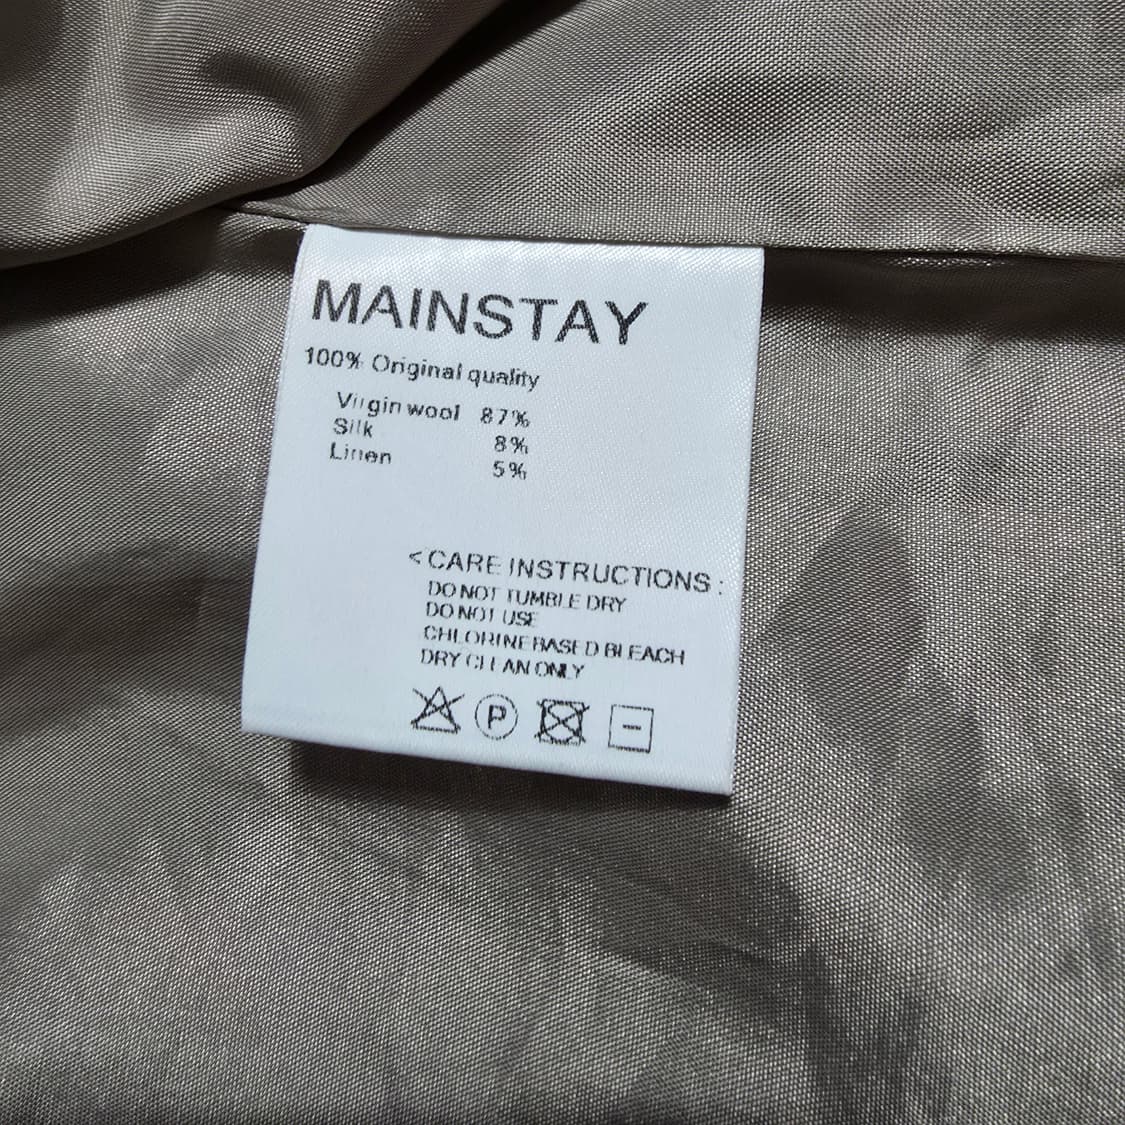 MAINSTAY
100% Original quality
Virgin wool 87%
Silk 8%
Linen 5%
<CARE INSTRUCTIONS :
DO NOT TUMBLE DRY
DO NOT USE
CHLORINE BASED BLEACH
DRY CLEAN ONLY
P